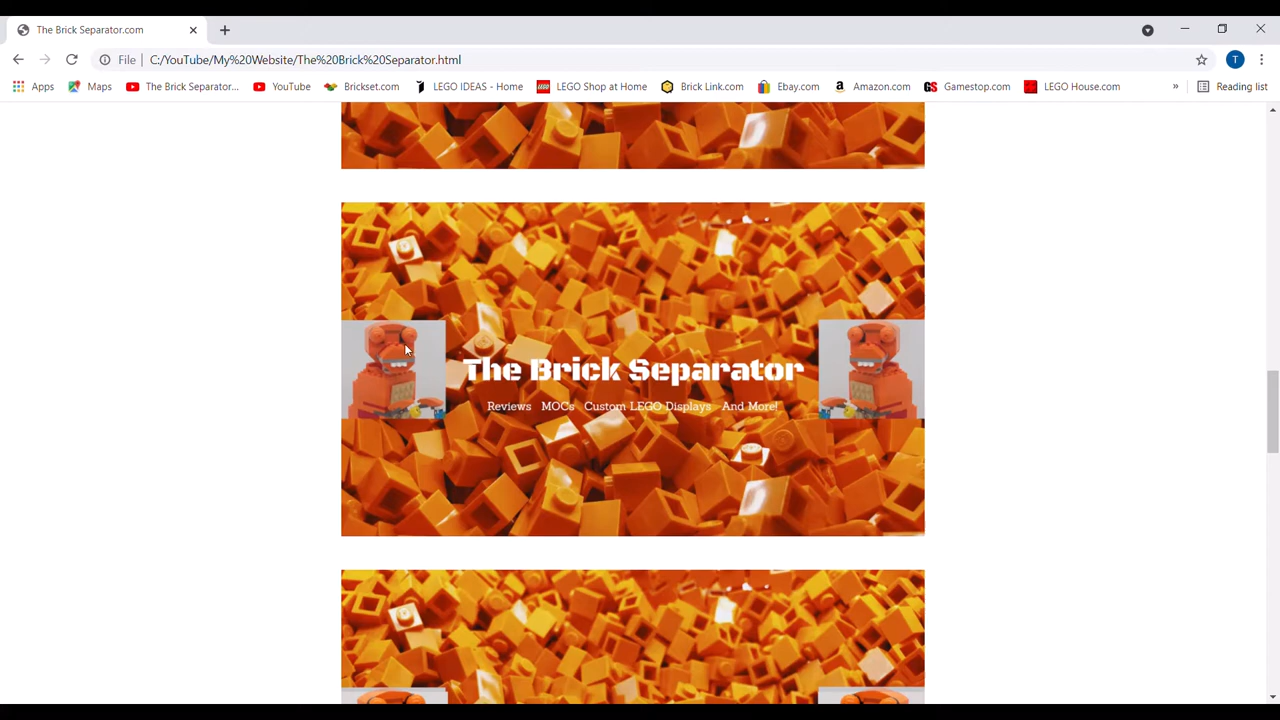 The Brick Separator.com
File | C:/YouTube/My%20Website/The%20Brick%20Separator.html
T
Apps Maps The Brick Separator... YouTube Brickset.com LEGO IDEAS - Home LEGO Shop at Home Brick Link.com Ebay.com Amazon.com Gamestop.com LEGO House.com » Reading list
The Brick Separator
Reviews MOCs Custom LEGO Displays And More!